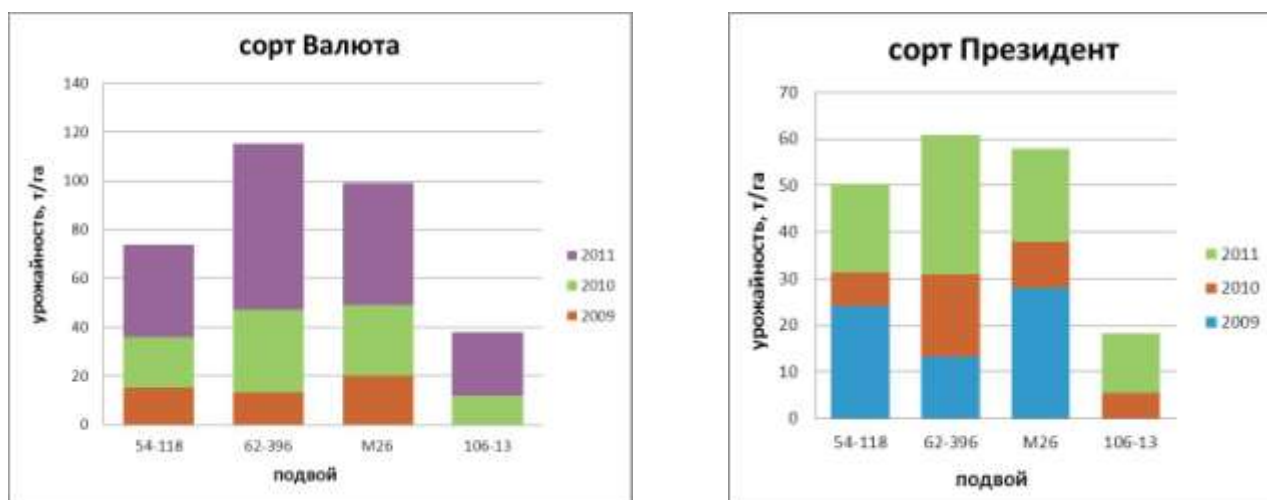 сорт Валюта
140
120
100
80
60
40
20
0
урожайность, т/га
54-118 62-396 М26 106-13
подвой
2011
2010
2009
сорт Президент
70
60
50
40
30
20
10
0
урожайность, т/га
54-118 62-396 М26 106-13
подвой
2011
2010
2009